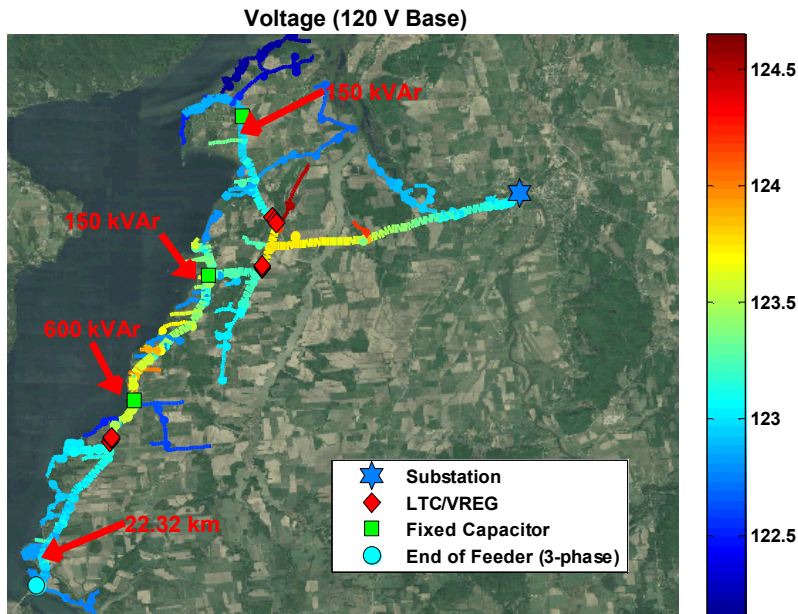 Voltage (120 V Base)
150 kVAr
150 kVAr
600 kVAr
22.32 km
Substation
LTC/VREG
Fixed Capacitor
End of Feeder (3-phase)
124.5
124
123.5
123
122.5